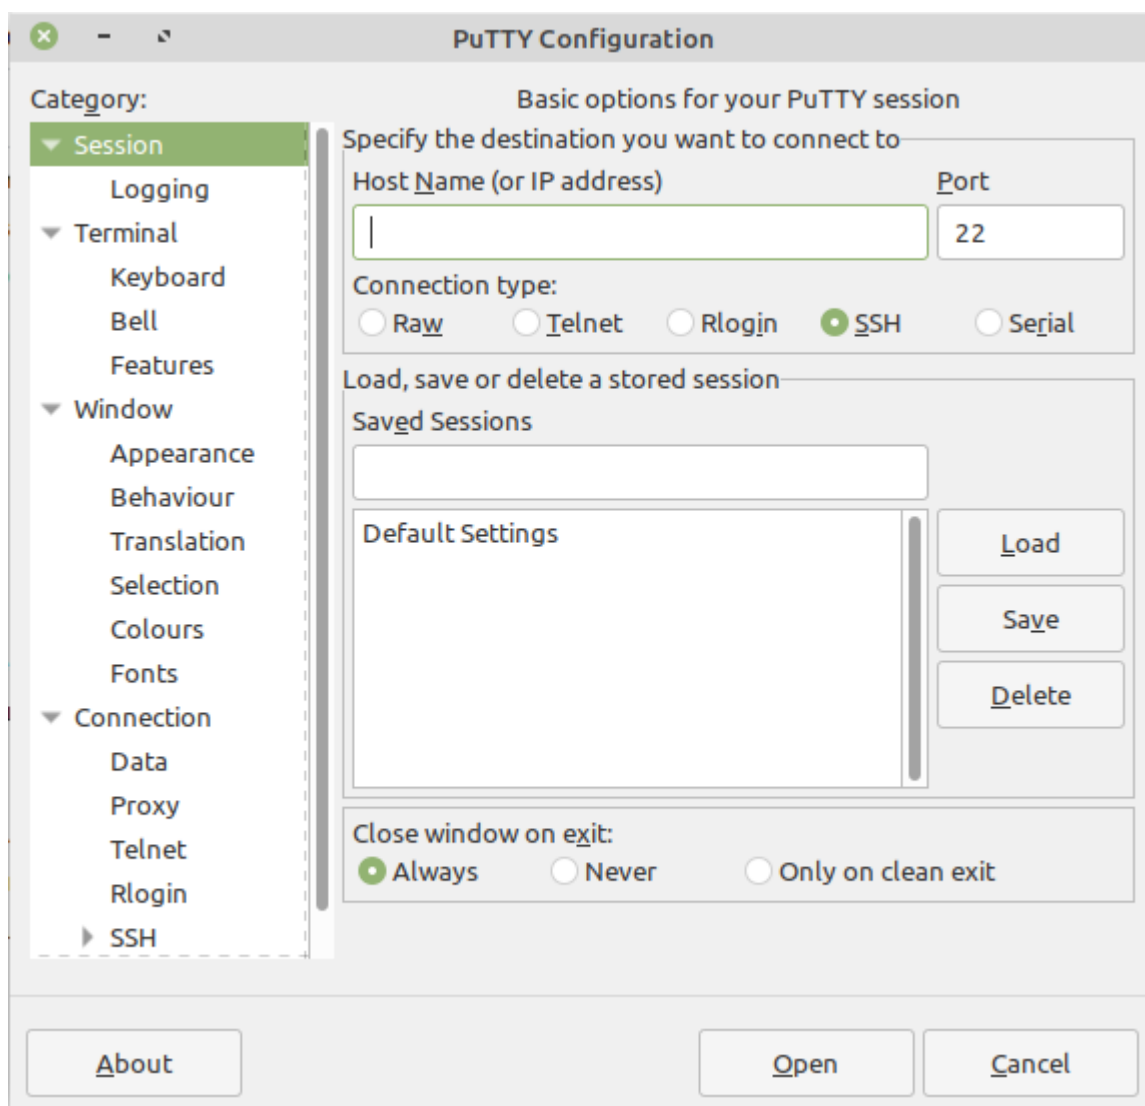 PuTTY Configuration
Category:
Session
Logging
Terminal
Keyboard
Bell
Features
Window
Appearance
Behaviour
Translation
Selection
Colours
Fonts
Connection
Data
Proxy
Telnet
Rlogin
SSH
Basic options for your PuTTY session
Specify the destination you want to connect to
Host Name (or IP address) Port
22
Connection type:
Raw Telnet Rlogin SSH Serial
Load, save or delete a stored session
Saved Sessions
Default Settings
Load
Save
Delete
Close window on exit:
Always Never Only on clean exit
About Open Cancel